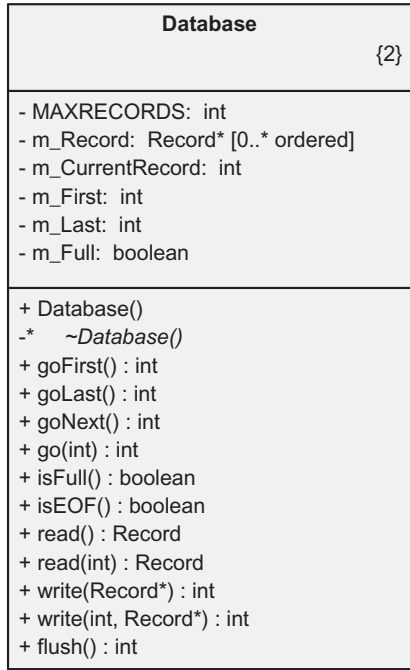 Database
{2}
- MAXRECORDS: int
- m_Record: Record* [0..* ordered]
- m_CurrentRecord: int
- m_First: int
- m_Last: int
- m_Full: boolean
+ Database()
-* ~Database()
+ goFirst() : int
+ goLast() : int
+ goNext() : int
+ go(int) : int
+ isFull() : boolean
+ isEOF() : boolean
+ read() : Record
+ read(int) : Record
+ write(Record*) : int
+ write(int, Record*) : int
+ flush() : int